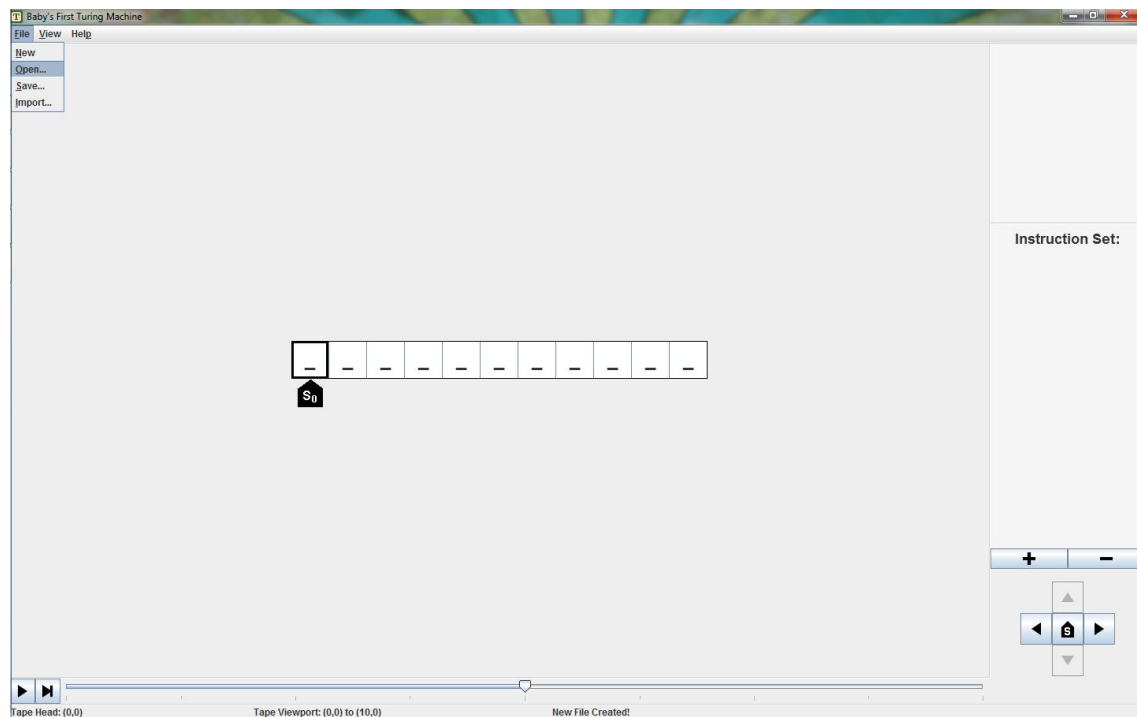 T Baby's First Turing Machine
File View Help
New
Open...
Save...
Import...
Instruction Set:
_ _ _ _ _ _ _ _ _ _ _
S0
+ −
S
Tape Head: (0,0) Tape Viewport: (0,0) to (10,0) New File Created!